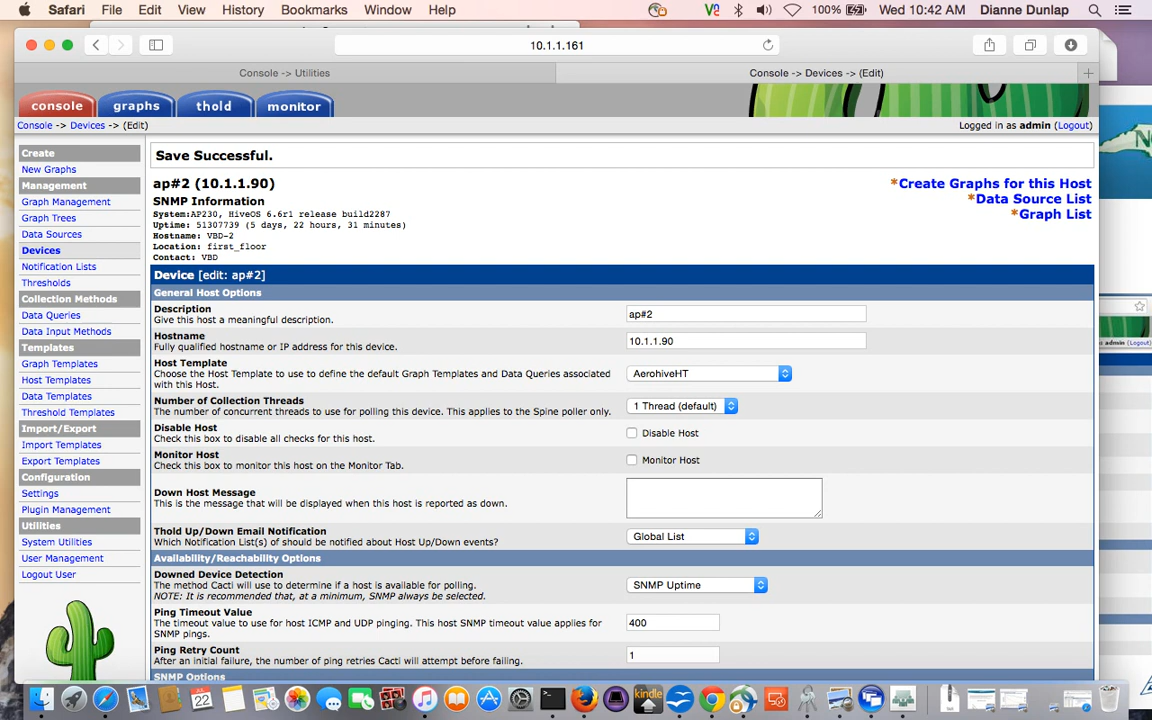 Safari File Edit View History Bookmarks Window Help 100% Wed 10:42 AM Dianne Dunlap
10.1.1.161
Console -> Utilities Console -> Devices -> (Edit) +
console graphs thold monitor
Console -> Devices -> (Edit) Logged in as admin (Logout)
Create
New Graphs
Management
Graph Management
Graph Trees
Data Sources
Devices
Notification Lists
Thresholds
Collection Methods
Data Queries
Data Input Methods
Templates
Graph Templates
Host Templates
Data Templates
Threshold Templates
Import/Export
Import Templates
Export Templates
Configuration
Settings
Plugin Management
Utilities
System Utilities
User Management
Logout User
Save Successful.
ap#2 (10.1.1.90)
SNMP Information
System:AP230, HiveOS 6.6r1 release build2287
Uptime: 51307739 (5 days, 22 hours, 31 minutes)
Hostname: VBD-2
Location: first_floor
Contact: VBD
*Create Graphs for this Host
*Data Source List
*Graph List
Device [edit: ap#2]
General Host Options
Description
Give this host a meaningful description.
ap#2
Hostname
Fully qualified hostname or IP address for this device.
10.1.1.90
Host Template
Choose the Host Template to use to define the default Graph Templates and Data Queries associated
with this Host.
AerohiveHT
Number of Collection Threads
The number of concurrent threads to use for polling this device. This applies to the Spine poller only.
1 Thread (default)
Disable Host
Check this box to disable all checks for this host.
Disable Host
Monitor Host
Check this box to monitor this host on the Monitor Tab.
Monitor Host
Down Host Message
This is the message that will be displayed when this host is reported as down.
Thold Up/Down Email Notification
Which Notification List(s) of should be notified about Host Up/Down events?
Global List
Availability/Reachability Options
Downed Device Detection
The method Cacti will use to determine if a host is available for polling.
NOTE: It is recommended that, at a minimum, SNMP always be selected.
SNMP Uptime
Ping Timeout Value
The timeout value to use for host ICMP and UDP pinging. This host SNMP timeout value applies for
SNMP pings.
400
Ping Retry Count
After an initial failure, the number of ping retries Cacti will attempt before failing.
1
SNMP Options
admin (Logout)
22
kindle